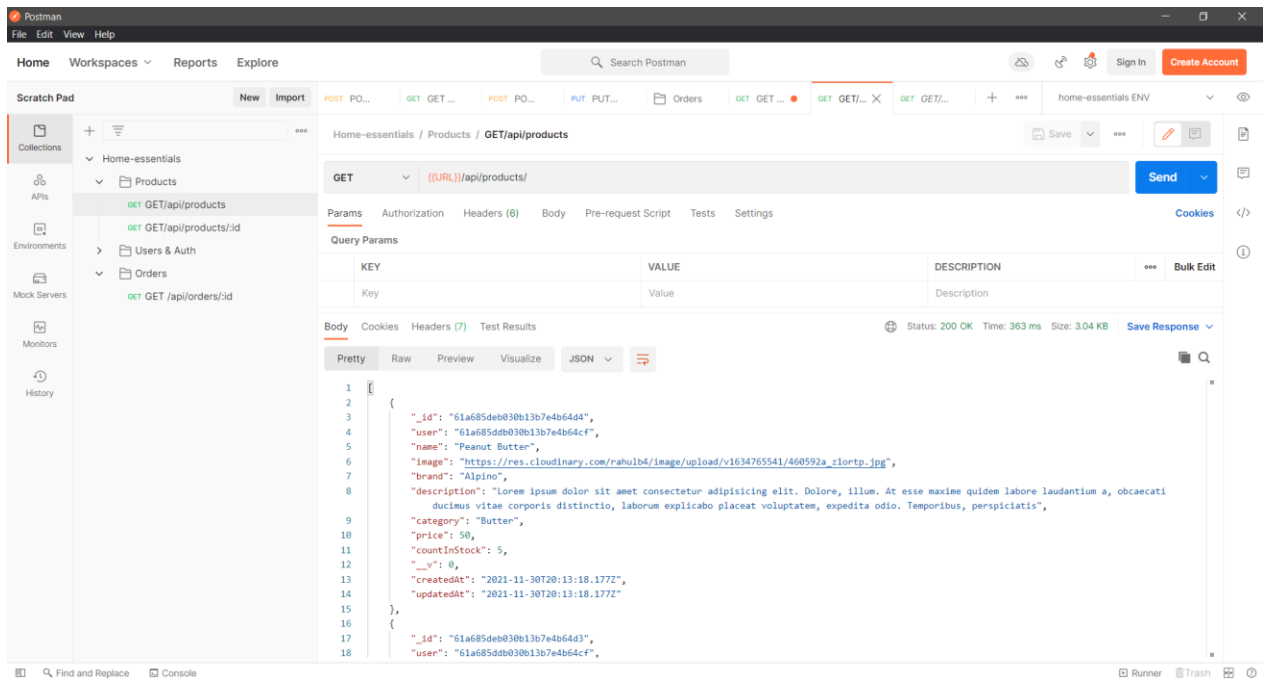 Postman
File Edit View Help
Home Workspaces Reports Explore Search Postman Sign In Create Account
Scratch Pad New Import POST PO... GET GET ... POST PO... PUT PUT... Orders GET GET ... GET GET/... GET GET/... home-essentials ENV
Collections
APIs
Environments
Mock Servers
Monitors
History
Home-essentials
Products
GET GET/api/products
GET GET/api/products/:id
Users & Auth
Orders
GET GET /api/orders/:id
Home-essentials / Products / GET/api/products Save
GET {{URL}}/api/products/ Send
Params Authorization Headers (6) Body Pre-request Script Tests Settings Cookies
Query Params
KEY VALUE DESCRIPTION Bulk Edit
Key Value Description
Body Cookies Headers (7) Test Results Status: 200 OK Time: 363 ms Size: 3.04 KB Save Response
Pretty Raw Preview Visualize JSON
1 [
2 {
3 "_id": "61a685deb030b13b7e4b64d4",
4 "user": "61a685ddb030b13b7e4b64cf",
5 "name": "Peanut Butter",
6 "image": "https://res.cloudinary.com/rahulb4/image/upload/v1634765541/460592a_z1ortp.jpg",
7 "brand": "Alpino",
8 "description": "Lorem ipsum dolor sit amet consectetur adipisicing elit. Dolore, illum. At esse maxime quidem labore laudantium a, obcaecati
ducimus vitae corporis distinctio, laborum explicabo placeat voluptatem, expedita odio. Temporibus, perspiciatis",
9 "category": "Butter",
10 "price": 50,
11 "countInStock": 5,
12 "__v": 0,
13 "createdAt": "2021-11-30T20:13:18.177Z",
14 "updatedAt": "2021-11-30T20:13:18.177Z"
15 },
16 {
17 "_id": "61a685deb030b13b7e4b64d3",
18 "user": "61a685ddb030b13b7e4b64cf",
Find and Replace Console Runner Trash